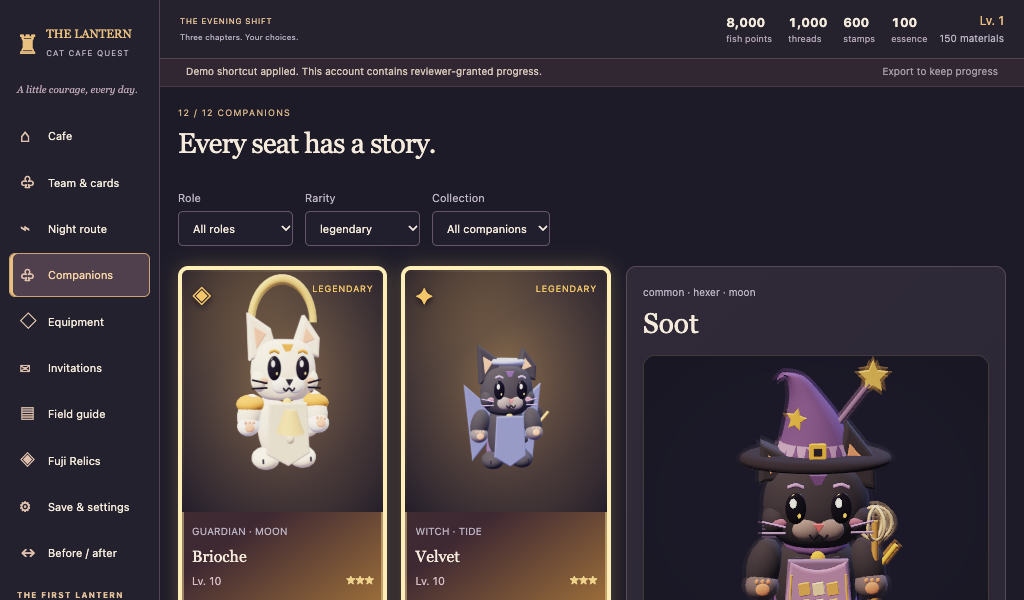 THE LANTERN
CAT CAFE QUEST
A little courage, every day.
Cafe
Team & cards
Night route
Companions
Equipment
Invitations
Field guide
Fuji Relics
Save & settings
Before / after
THE FIRST LANTERN
THE EVENING SHIFT
Three chapters. Your choices.
8,000
fish points
1,000
threads
600
stamps
100
essence
Lv. 1
150 materials
Demo shortcut applied. This account contains reviewer-granted progress.
Export to keep progress
12 / 12 COMPANIONS
Every seat has a story.
Role
All roles
Rarity
legendary
Collection
All companions
LEGENDARY
GUARDIAN · MOON
Brioche
Lv. 10
LEGENDARY
WITCH · TIDE
Velvet
Lv. 10
common · hexer · moon
Soot